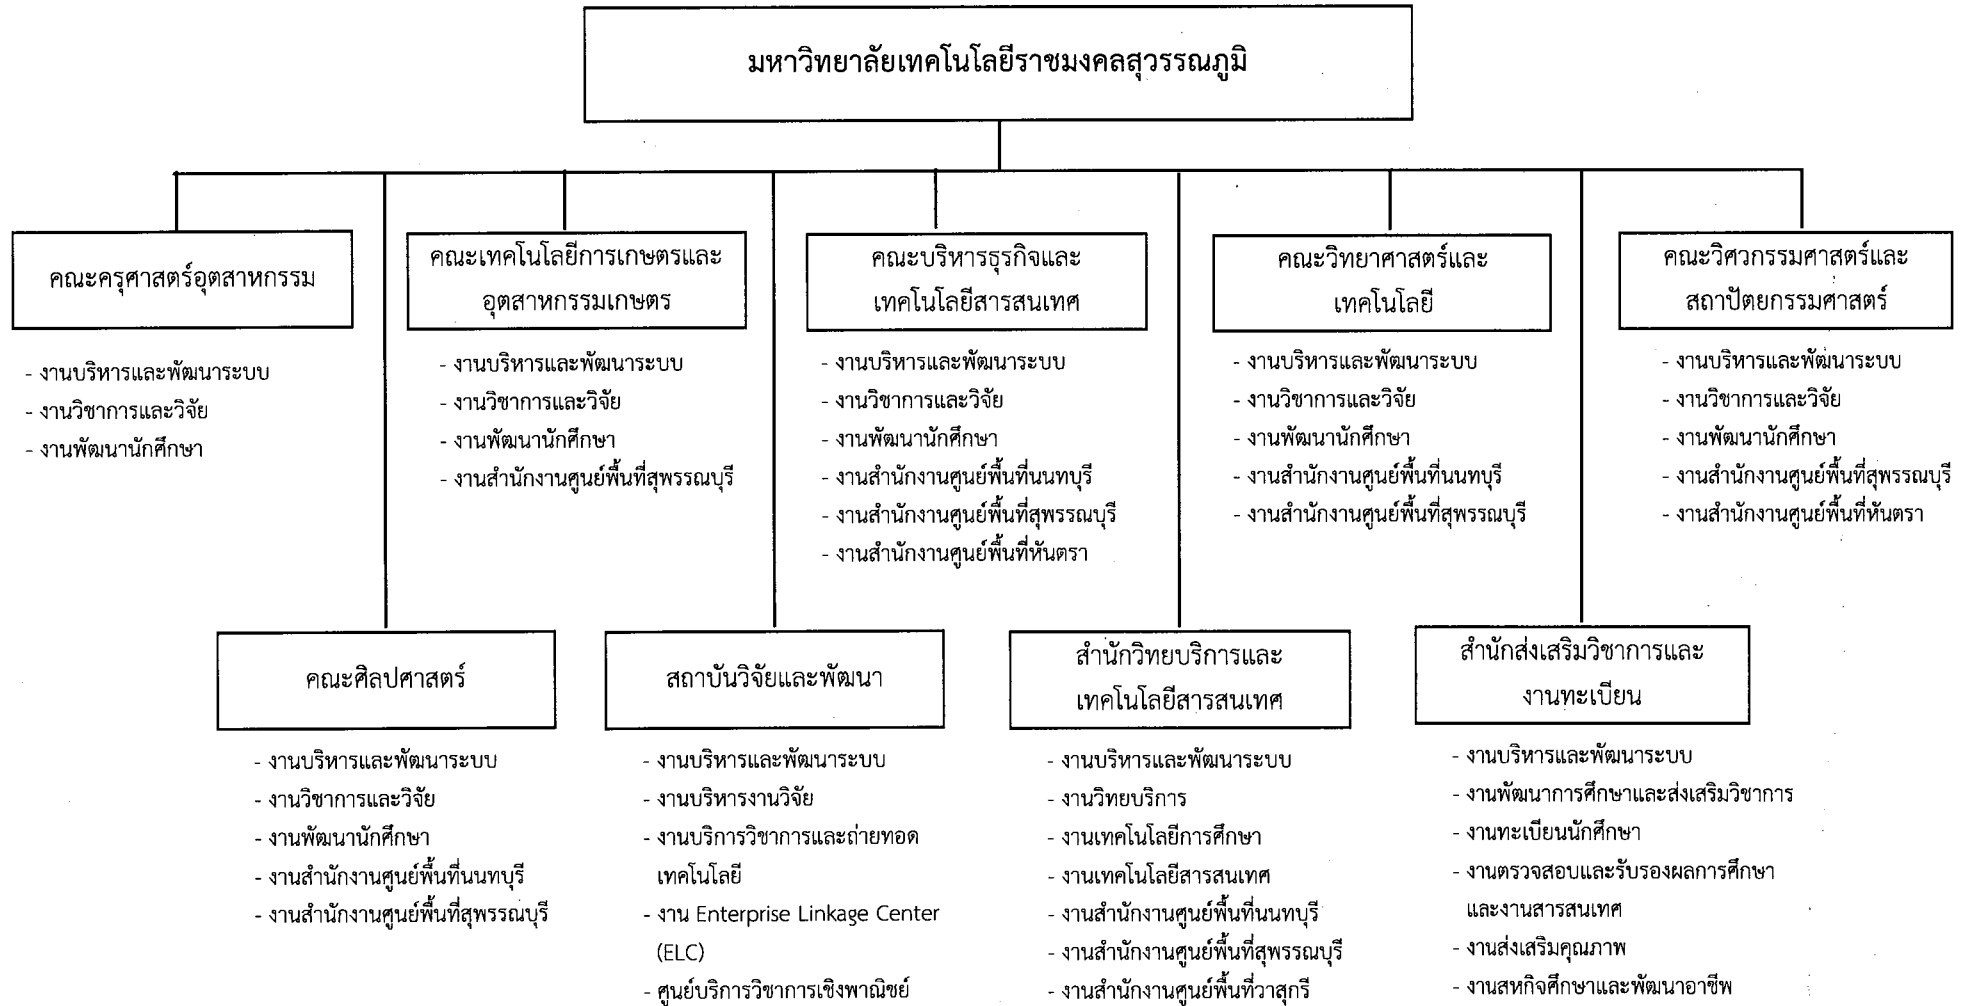 มหาวิทยาลัยเทคโนโลยีราชมงคลสุวรรณภูมิ
คณะครุศาสตร์อุตสาหกรรม
- งานบริหารและพัฒนาระบบ
- งานวิชาการและวิจัย
- งานพัฒนานักศึกษา
คณะเทคโนโลยีการเกษตรและ
อุตสาหกรรมเกษตร
- งานบริหารและพัฒนาระบบ
- งานวิชาการและวิจัย
- งานพัฒนานักศึกษา
- งานสำนักงานศูนย์พื้นที่สุพรรณบุรี
คณะบริหารธุรกิจและ
เทคโนโลยีสารสนเทศ
- งานบริหารและพัฒนาระบบ
- งานวิชาการและวิจัย
- งานพัฒนานักศึกษา
- งานสำนักงานศูนย์พื้นที่นนทบุรี
- งานสำนักงานศูนย์พื้นที่สุพรรณบุรี
- งานสำนักงานศูนย์พื้นที่หันตรา
คณะวิทยาศาสตร์และ
เทคโนโลยี
- งานบริหารและพัฒนาระบบ
- งานวิชาการและวิจัย
- งานพัฒนานักศึกษา
- งานสำนักงานศูนย์พื้นที่นนทบุรี
- งานสำนักงานศูนย์พื้นที่สุพรรณบุรี
คณะวิศวกรรมศาสตร์และ
สถาปัตยกรรมศาสตร์
- งานบริหารและพัฒนาระบบ
- งานวิชาการและวิจัย
- งานพัฒนานักศึกษา
- งานสำนักงานศูนย์พื้นที่สุพรรณบุรี
- งานสำนักงานศูนย์พื้นที่หันตรา
คณะศิลปศาสตร์
- งานบริหารและพัฒนาระบบ
- งานวิชาการและวิจัย
- งานพัฒนานักศึกษา
- งานสำนักงานศูนย์พื้นที่นนทบุรี
- งานสำนักงานศูนย์พื้นที่สุพรรณบุรี
สถาบันวิจัยและพัฒนา
- งานบริหารและพัฒนาระบบ
- งานบริหารงานวิจัย
- งานบริการวิชาการและถ่ายทอด
เทคโนโลยี
- งาน Enterprise Linkage Center
(ELC)
- ศูนย์บริการวิชาการเชิงพาณิชย์
สำนักวิทยบริการและ
เทคโนโลยีสารสนเทศ
- งานบริหารและพัฒนาระบบ
- งานวิทยบริการ
- งานเทคโนโลยีการศึกษา
- งานเทคโนโลยีสารสนเทศ
- งานสำนักงานศูนย์พื้นที่นนทบุรี
- งานสำนักงานศูนย์พื้นที่สุพรรณบุรี
- งานสำนักงานศูนย์พื้นที่วาสุกรี
สำนักส่งเสริมวิชาการและ
งานทะเบียน
- งานบริหารและพัฒนาระบบ
- งานพัฒนาการศึกษาและส่งเสริมวิชาการ
- งานทะเบียนนักศึกษา
- งานตรวจสอบและรับรองผลการศึกษา
และงานสารสนเทศ
- งานส่งเสริมคุณภาพ
- งานสหกิจศึกษาและพัฒนาอาชีพ